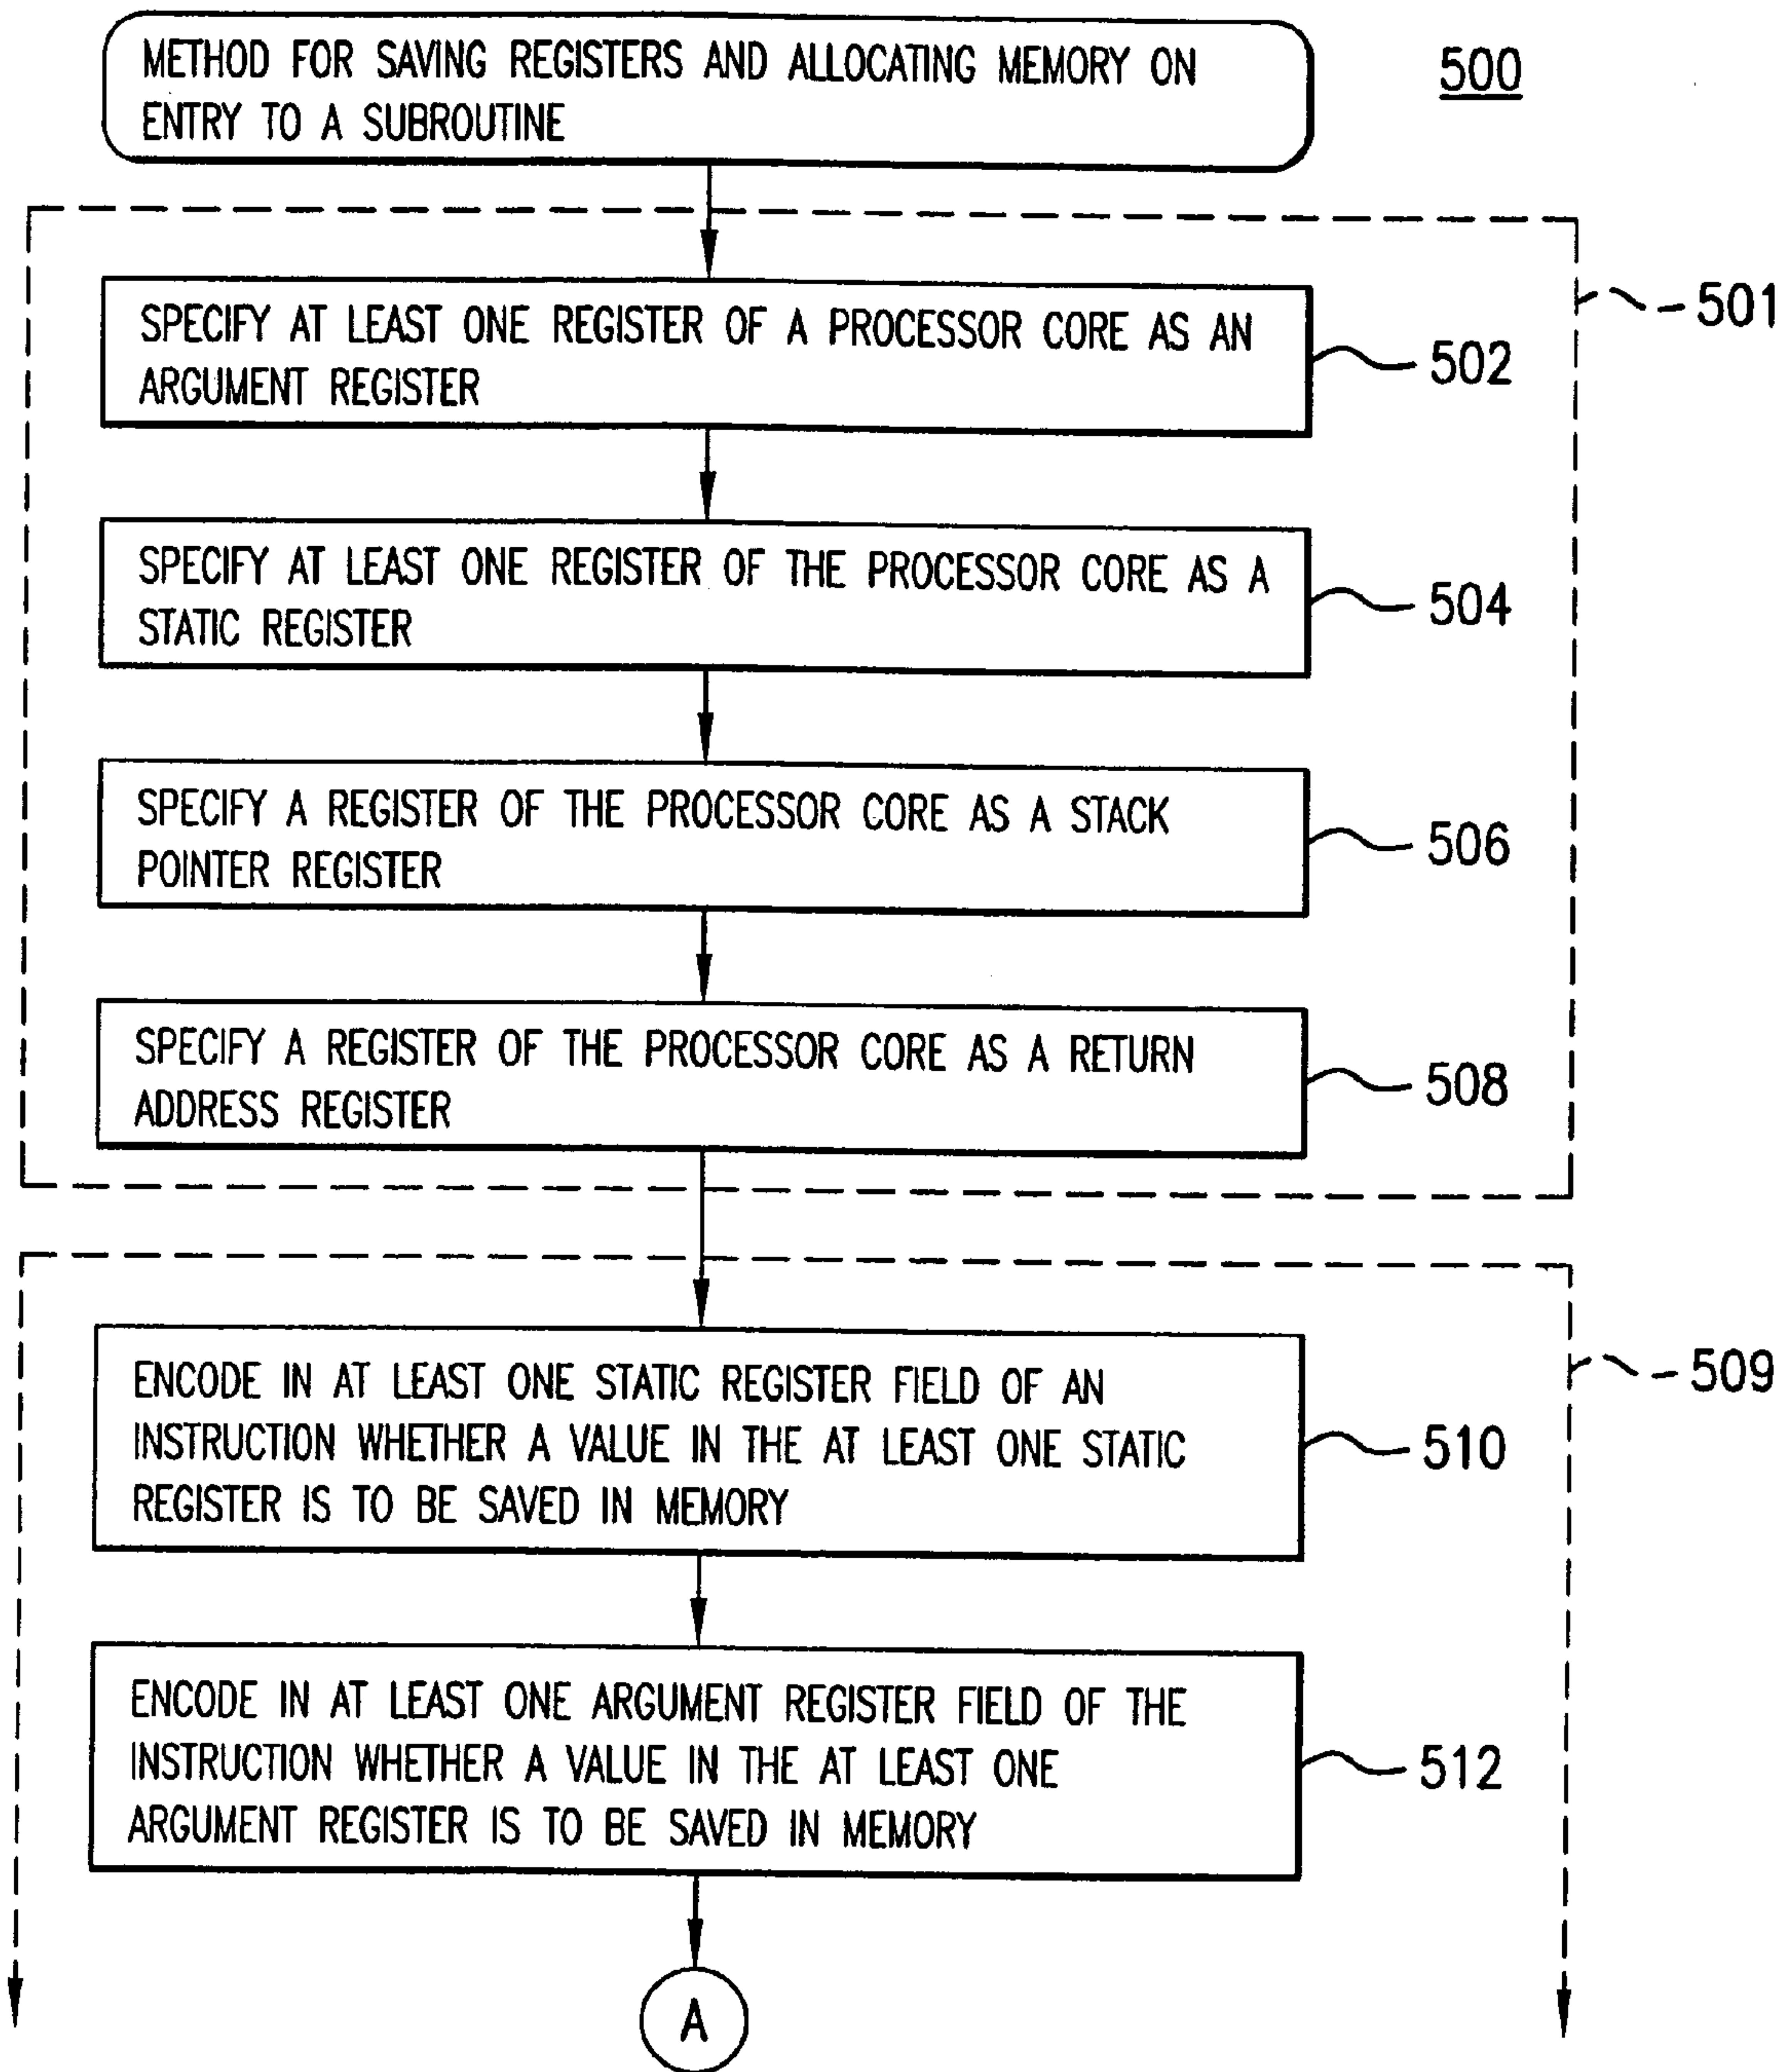 METHOD FOR SAVING REGISTERS AND ALLOCATING MEMORY ON
ENTRY TO A SUBROUTINE
500
501
SPECIFY AT LEAST ONE REGISTER OF A PROCESSOR CORE AS AN
ARGUMENT REGISTER
502
SPECIFY AT LEAST ONE REGISTER OF THE PROCESSOR CORE AS A
STATIC REGISTER
504
SPECIFY A REGISTER OF THE PROCESSOR CORE AS A STACK
POINTER REGISTER
506
SPECIFY A REGISTER OF THE PROCESSOR CORE AS A RETURN
ADDRESS REGISTER
508
509
ENCODE IN AT LEAST ONE STATIC REGISTER FIELD OF AN
INSTRUCTION WHETHER A VALUE IN THE AT LEAST ONE STATIC
REGISTER IS TO BE SAVED IN MEMORY
510
ENCODE IN AT LEAST ONE ARGUMENT REGISTER FIELD OF THE
INSTRUCTION WHETHER A VALUE IN THE AT LEAST ONE
ARGUMENT REGISTER IS TO BE SAVED IN MEMORY
512
A